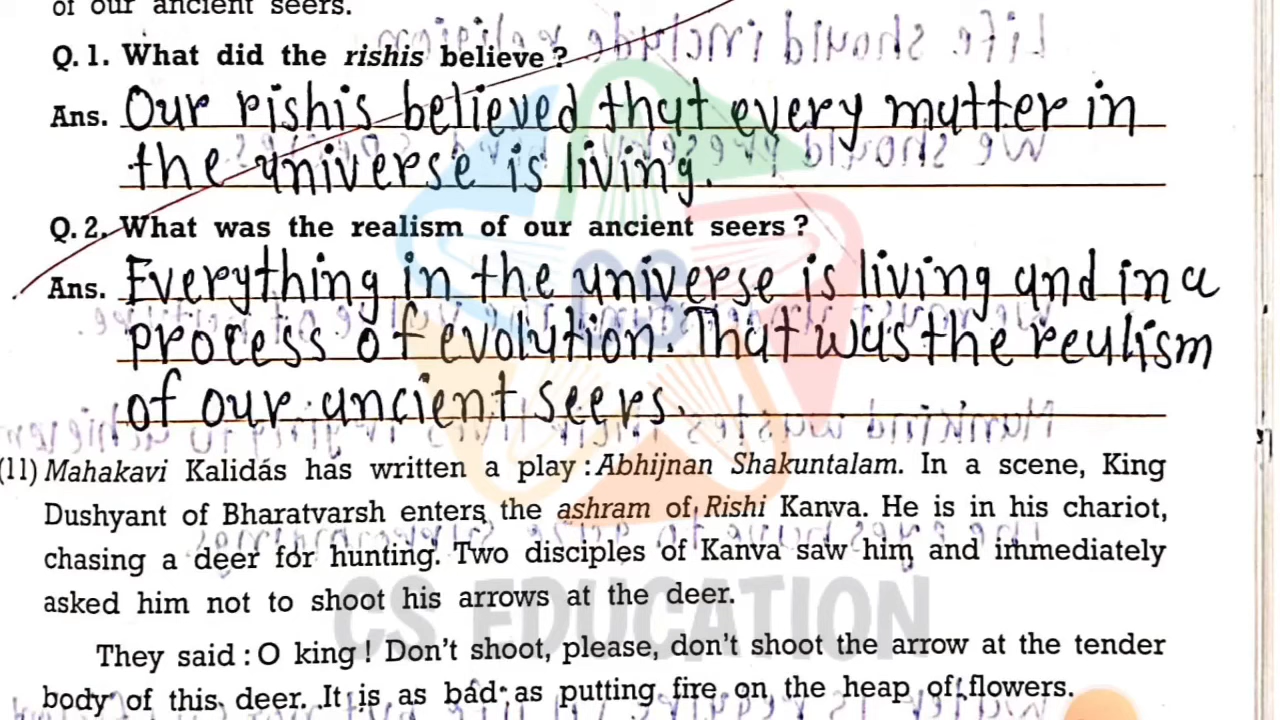 of our ancient seers.
Q. 1. What did the rishis believe ?
Ans. Our rishis believed that every matter in
the universe is living.
Q. 2. What was the realism of our ancient seers ?
Ans. Everything in the universe is living and in a
process of evolution. That was the realism
of our ancient seers.
(11) Mahakavi Kalidás has written a play : Abhijnan Shakuntalam. In a scene, King
Dushyant of Bharatvarsh enters the ashram of Rishi Kanva. He is in his chariot,
chasing a deer for hunting. Two disciples of Kanva saw him and immediately
asked him not to shoot his arrows at the deer.
CS EDUCATION
They said : O king ! Don't shoot, please, don't shoot the arrow at the tender
body of this deer. It is as bad as putting fire on the heap of flowers.